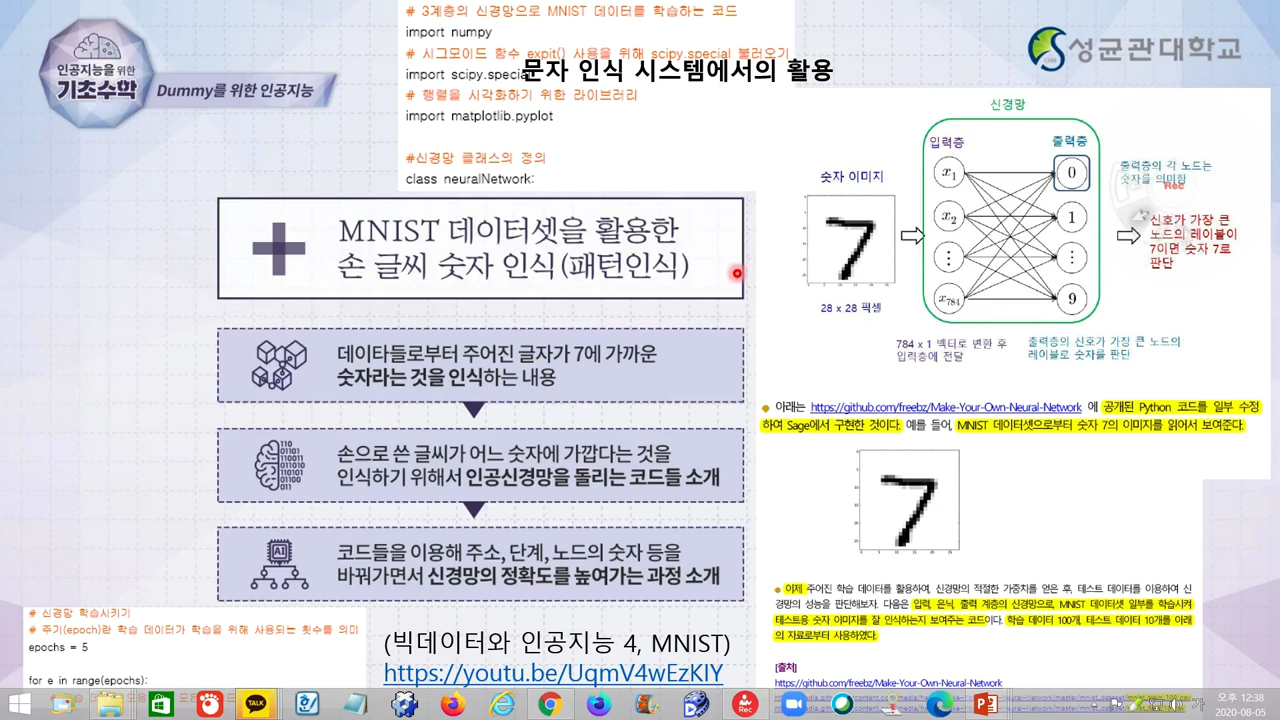 # 3계층의 신경망으로 MNIST 데이터를 학습하는 코드
import numpy
# 시그모이드 함수 expit() 사용을 위해 scipy.special 불러오기
import scipy.special
# 행렬을 시각화하기 위한 라이브러리
import matplotlib.pyplot
#신경망 클래스의 정의
class neuralNetwork:
문자 인식 시스템에서의 활용
인공지능을 위한
기초수학
Dummy를 위한 인공지능
성균관대학교
MNIST 데이터셋을 활용한
손 글씨 숫자 인식(패턴인식)
데이타들로부터 주어진 글자가 7에 가까운
숫자라는 것을 인식하는 내용
손으로 쓴 글씨가 어느 숫자에 가깝다는 것을
인식하기 위해서 인공신경망을 돌리는 코드들 소개
AI
코드들을 이용해 주소, 단계, 노드의 숫자 등을
바꿔가면서 신경망의 정확도를 높여가는 과정 소개
# 신경망 학습시키기
# 주기(epoch)란 학습 데이터가 학습을 위해 사용되는 횟수를 의미
epochs = 5
for e in range(epochs):
(빅데이터와 인공지능 4, MNIST)
https://youtu.be/UqmV4wEzKIY
신경망
입력층
출력층
숫자 이미지
28 x 28 픽셀
x1
x2
⋮
x784
0
1
⋮
9
출력층의 각 노드는
숫자를 의미함
Rec
신호가 가장 큰
노드의 레이블이
7이면 숫자 7로
판단
784 x 1 벡터로 변환 후
입력층에 전달
출력층의 신호가 가장 큰 노드의
레이블로 숫자를 판단
아래는 https://github.com/freebz/Make-Your-Own-Neural-Network 에 공개된 Python 코드를 일부 수정
하여 Sage에서 구현한 것이다. 예를 들어, MNIST 데이터셋으로부터 숫자 7의 이미지를 읽어서 보여준다.
이제 주어진 학습 데이터를 활용하여, 신경망의 적절한 가중치를 얻은 후, 테스트 데이터를 이용하여 신
경망의 성능을 판단해보자. 다음은 입력, 은닉, 출력 계층의 신경망으로, MNIST 데이터셋 일부를 학습시켜
테스트용 숫자 이미지를 잘 인식하는지 보여주는 코드이다. 학습 데이터 100개, 테스트 데이터 10개를 아래
의 자료로부터 사용하였다.
[출처]
https://github.com/freebz/Make-Your-Own-Neural-Network
TALK
Rec
오후 12:38
2020-08-05